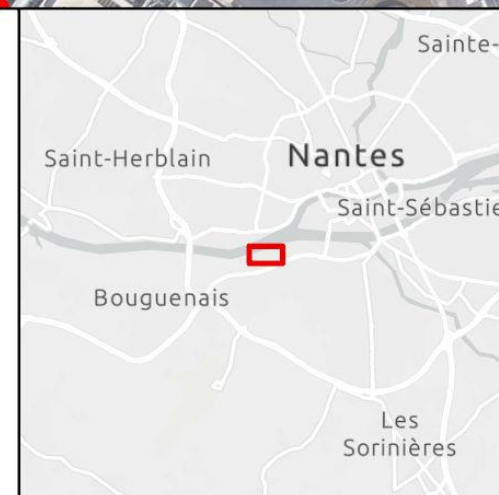 Sainte-
Saint-Herblain
Nantes
Saint-Sébastie
Bouguenais
Les
Sorinières